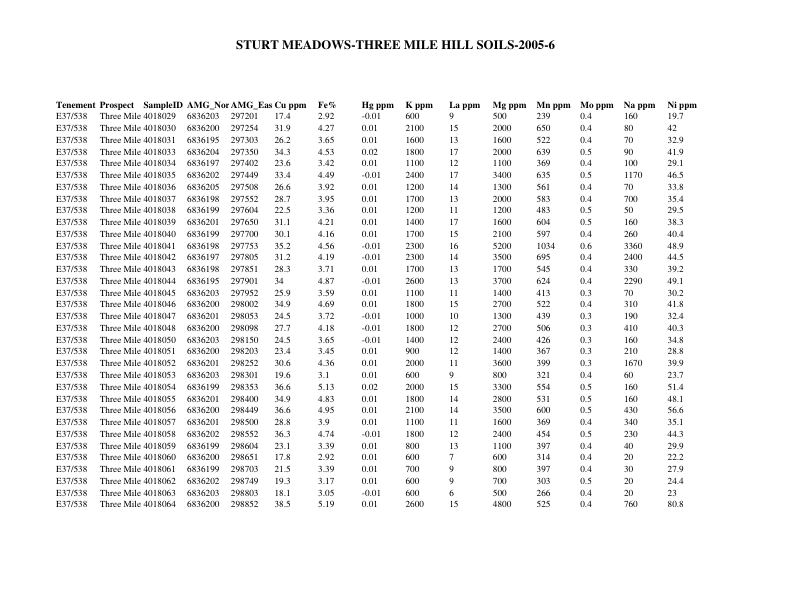 STURT MEADOWS-THREE MILE HILL SOILS-2005-6
Tenement Prospect SampleID AMG_Nor AMG_Eas Cu ppm Fe% Hg ppm K ppm La ppm Mg ppm Mn ppm Mo ppm Na ppm Ni ppm
E37/538 Three Mile 4018029 6836203 297201 17.4 2.92 -0.01 600 9 500 239 0.4 160 19.7
E37/538 Three Mile 4018030 6836200 297254 31.9 4.27 0.01 2100 15 2000 650 0.4 80 42
E37/538 Three Mile 4018031 6836195 297303 26.2 3.65 0.01 1600 13 1600 522 0.4 70 32.9
E37/538 Three Mile 4018033 6836204 297350 34.3 4.53 0.02 1800 17 2000 639 0.5 90 41.9
E37/538 Three Mile 4018034 6836197 297402 23.6 3.42 0.01 1100 12 1100 369 0.4 100 29.1
E37/538 Three Mile 4018035 6836202 297449 33.4 4.49 -0.01 2400 17 3400 635 0.5 1170 46.5
E37/538 Three Mile 4018036 6836205 297508 26.6 3.92 0.01 1200 14 1300 561 0.4 70 33.8
E37/538 Three Mile 4018037 6836198 297552 28.7 3.95 0.01 1700 13 2000 583 0.4 700 35.4
E37/538 Three Mile 4018038 6836199 297604 22.5 3.36 0.01 1200 11 1200 483 0.5 50 29.5
E37/538 Three Mile 4018039 6836201 297650 31.1 4.21 0.01 1400 17 1600 604 0.5 160 38.3
E37/538 Three Mile 4018040 6836199 297700 30.1 4.16 0.01 1700 15 2100 597 0.4 260 40.4
E37/538 Three Mile 4018041 6836198 297753 35.2 4.56 -0.01 2300 16 5200 1034 0.6 3360 48.9
E37/538 Three Mile 4018042 6836197 297805 31.2 4.19 -0.01 2300 14 3500 695 0.4 2400 44.5
E37/538 Three Mile 4018043 6836198 297851 28.3 3.71 0.01 1700 13 1700 545 0.4 330 39.2
E37/538 Three Mile 4018044 6836195 297901 34 4.87 -0.01 2600 13 3700 624 0.4 2290 49.1
E37/538 Three Mile 4018045 6836203 297952 25.9 3.59 0.01 1100 11 1400 413 0.3 70 30.2
E37/538 Three Mile 4018046 6836200 298002 34.9 4.69 0.01 1800 15 2700 522 0.4 310 41.8
E37/538 Three Mile 4018047 6836201 298053 24.5 3.72 -0.01 1000 10 1300 439 0.3 190 32.4
E37/538 Three Mile 4018048 6836200 298098 27.7 4.18 -0.01 1800 12 2700 506 0.3 410 40.3
E37/538 Three Mile 4018050 6836203 298150 24.5 3.65 -0.01 1400 12 2400 426 0.3 160 34.8
E37/538 Three Mile 4018051 6836200 298203 23.4 3.45 0.01 900 12 1400 367 0.3 210 28.8
E37/538 Three Mile 4018052 6836201 298252 30.6 4.36 0.01 2000 11 3600 399 0.3 1670 39.9
E37/538 Three Mile 4018053 6836203 298301 19.6 3.1 0.01 600 9 800 321 0.4 60 23.7
E37/538 Three Mile 4018054 6836199 298353 36.6 5.13 0.02 2000 15 3300 554 0.5 160 51.4
E37/538 Three Mile 4018055 6836201 298400 34.9 4.83 0.01 1800 14 2800 531 0.5 160 48.1
E37/538 Three Mile 4018056 6836200 298449 36.6 4.95 0.01 2100 14 3500 600 0.5 430 56.6
E37/538 Three Mile 4018057 6836201 298500 28.8 3.9 0.01 1100 11 1600 369 0.4 340 35.1
E37/538 Three Mile 4018058 6836202 298552 36.3 4.74 -0.01 1800 12 2400 454 0.5 230 44.3
E37/538 Three Mile 4018059 6836199 298604 23.1 3.39 0.01 800 13 1100 397 0.4 40 29.9
E37/538 Three Mile 4018060 6836200 298651 17.8 2.92 0.01 600 7 600 314 0.4 20 22.2
E37/538 Three Mile 4018061 6836199 298703 21.5 3.39 0.01 700 9 800 397 0.4 30 27.9
E37/538 Three Mile 4018062 6836202 298749 19.3 3.17 0.01 600 9 700 303 0.5 20 24.4
E37/538 Three Mile 4018063 6836203 298803 18.1 3.05 -0.01 600 6 500 266 0.4 20 23
E37/538 Three Mile 4018064 6836200 298852 38.5 5.19 0.01 2600 15 4800 525 0.4 760 80.8